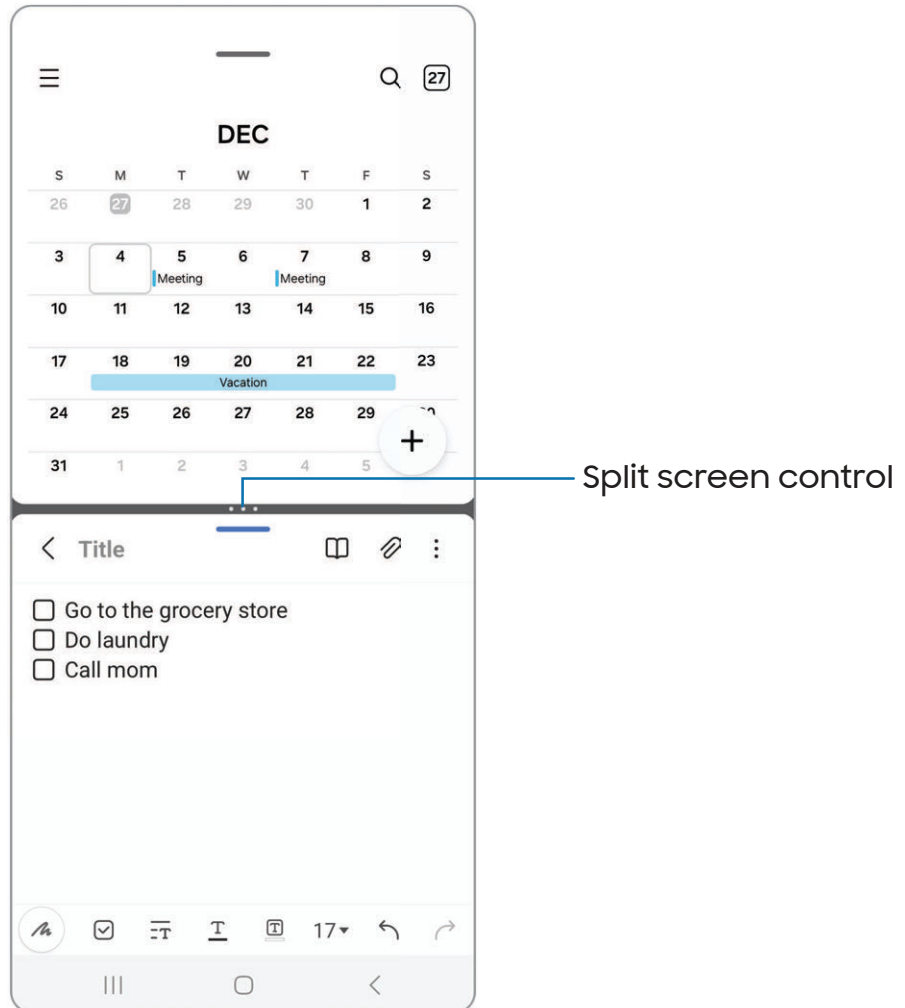 27
DEC
S M T W T F S
26 27 28 29 30 1 2
3 4 5 6 7 8 9
Meeting Meeting
10 11 12 13 14 15 16
17 18 19 20 21 22 23
Vacation
24 25 26 27 28 29
+
31 1 2 3 4 5
Split screen control
Title
Go to the grocery store
Do laundry
Call mom
T T T 17